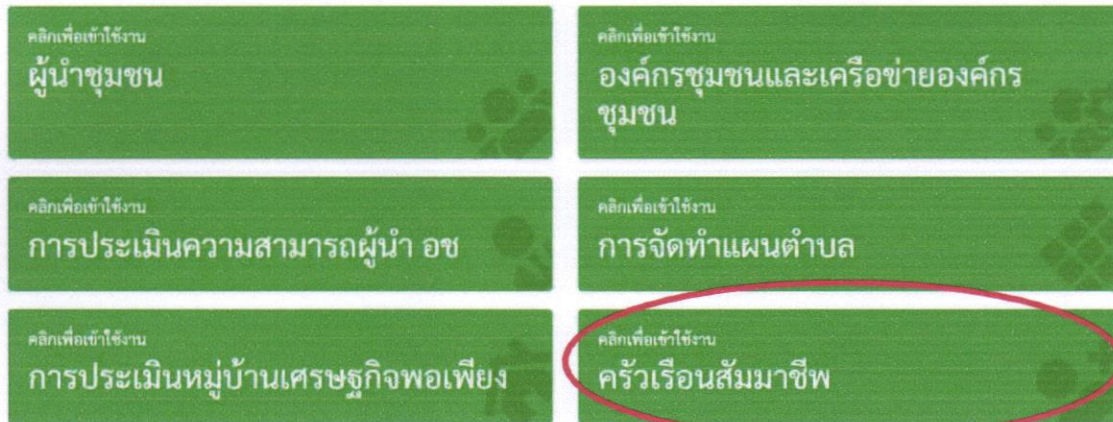 คลิกเพื่อเข้าใช้งาน
ผู้นำชุมชน
คลิกเพื่อเข้าใช้งาน
องค์กรชุมชนและเครือข่ายองค์กร
ชุมชน
คลิกเพื่อเข้าใช้งาน
การประเมินความสามารถผู้นำ อช
คลิกเพื่อเข้าใช้งาน
การจัดทำแผนตำบล
คลิกเพื่อเข้าใช้งาน
การประเมินหมู่บ้านเศรษฐกิจพอเพียง
คลิกเพื่อเข้าใช้งาน
ครัวเรือนสัมมาชีพ